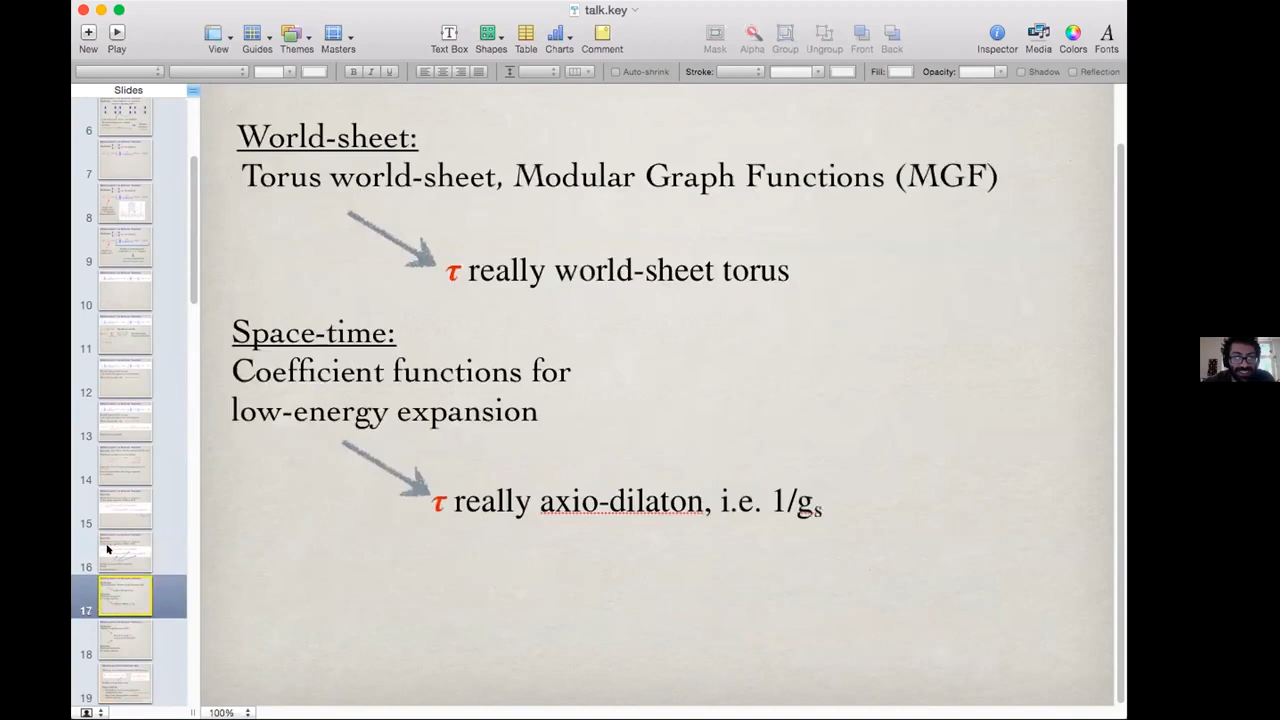 talk.key
New
Play
View
Guides
Themes
Masters
Text Box
Shapes
Table
Charts
Comment
Mask
Alpha
Group
Ungroup
Front
Back
Inspector
Media
Colors
Fonts
B I U
Auto-shrink
Stroke:
Fill:
Opacity:
Shadow
Reflection
Slides
6
7
8
9
10
11
12
13
14
15
16
17
18
19
World-sheet:
Torus world-sheet, Modular Graph Functions (MGF)
τ really world-sheet torus
Space-time:
Coefficient functions for
low-energy expansion
τ really axio-dilaton, i.e. 1/gs
100%